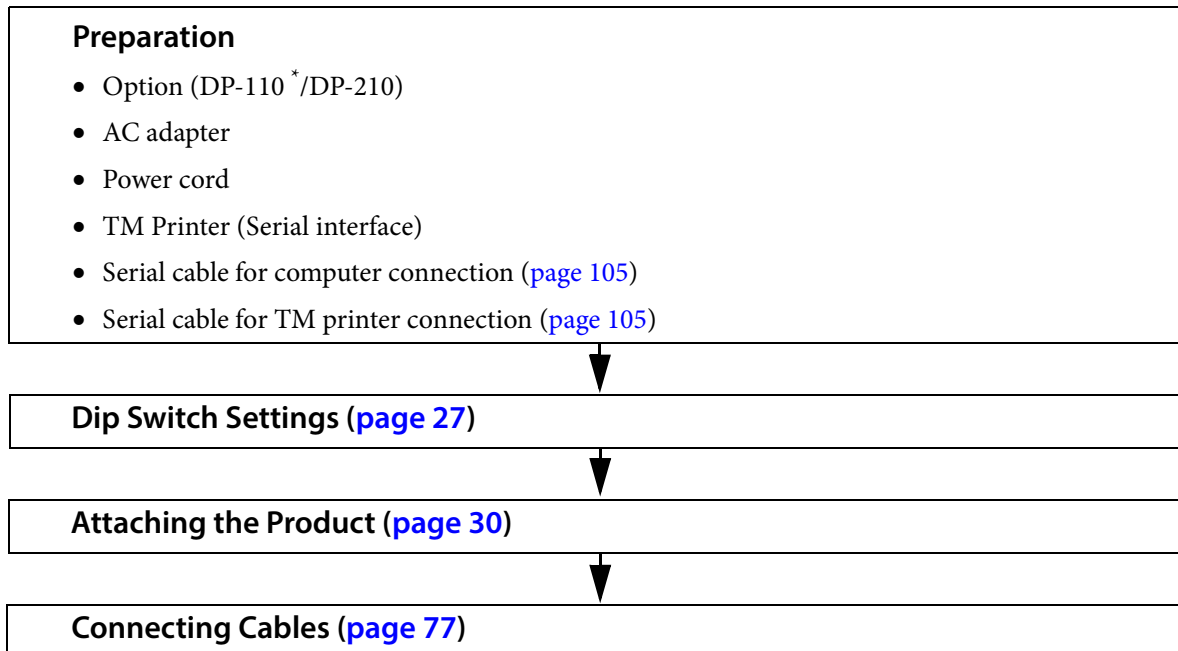 Preparation
• Option (DP-110 */DP-210)
• AC adapter
• Power cord
• TM Printer (Serial interface)
• Serial cable for computer connection (page 105)
• Serial cable for TM printer connection (page 105)
Dip Switch Settings (page 27)
Attaching the Product (page 30)
Connecting Cables (page 77)